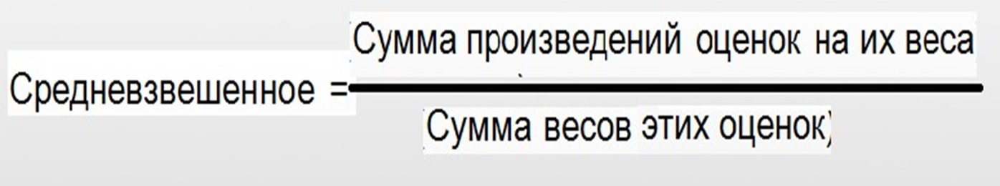 Сумма произведений оценок на их веса
Средневзвешенное =
Сумма весов этих оценок)